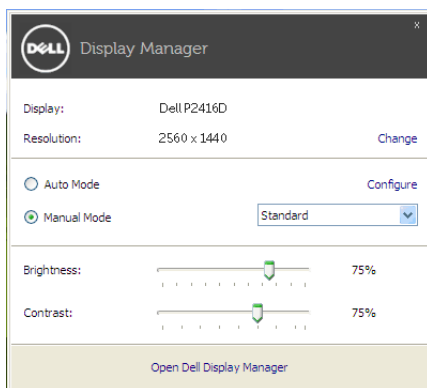 x
DELL Display Manager
Display: Dell P2416D
Resolution: 2560 x 1440 Change
Auto Mode Configure
Manual Mode Standard
Brightness: 75%
Contrast: 75%
Open Dell Display Manager